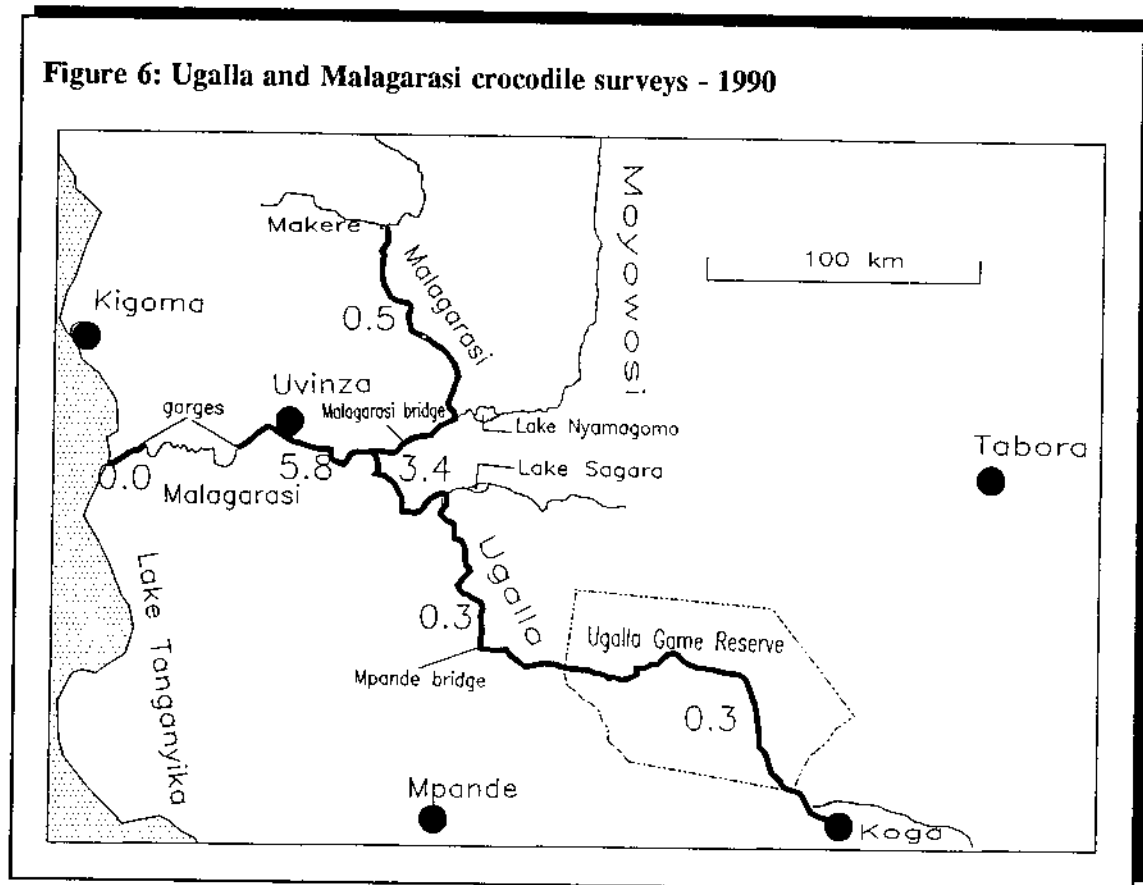 Figure 6: Ugalla and Malagarasi crocodile surveys - 1990
Makere
Malagarasi
Moyowosi
100 km
Kigoma
0.5
Uvinza
Malagarasi bridge
gorges
Lake Nyamagomo
Tabora
0.0
5.8
3.4
Lake Sagara
Malagarasi
Lake Tanganyika
Ugalla
0.3
Ugalla Game Reserve
Mpande bridge
0.3
Mpande
Koga